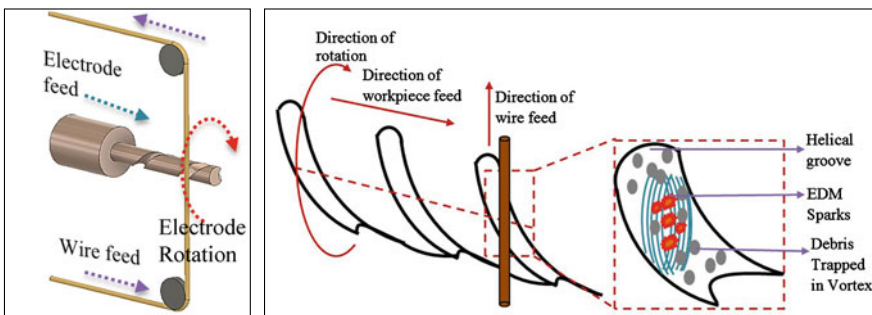 Electrode
feed
Electrode
Rotation
Wire feed
Direction of
rotation
Direction of
workpiece feed
Direction of
wire feed
Helical
groove
EDM
Sparks
Debris
Trapped
in Vortex